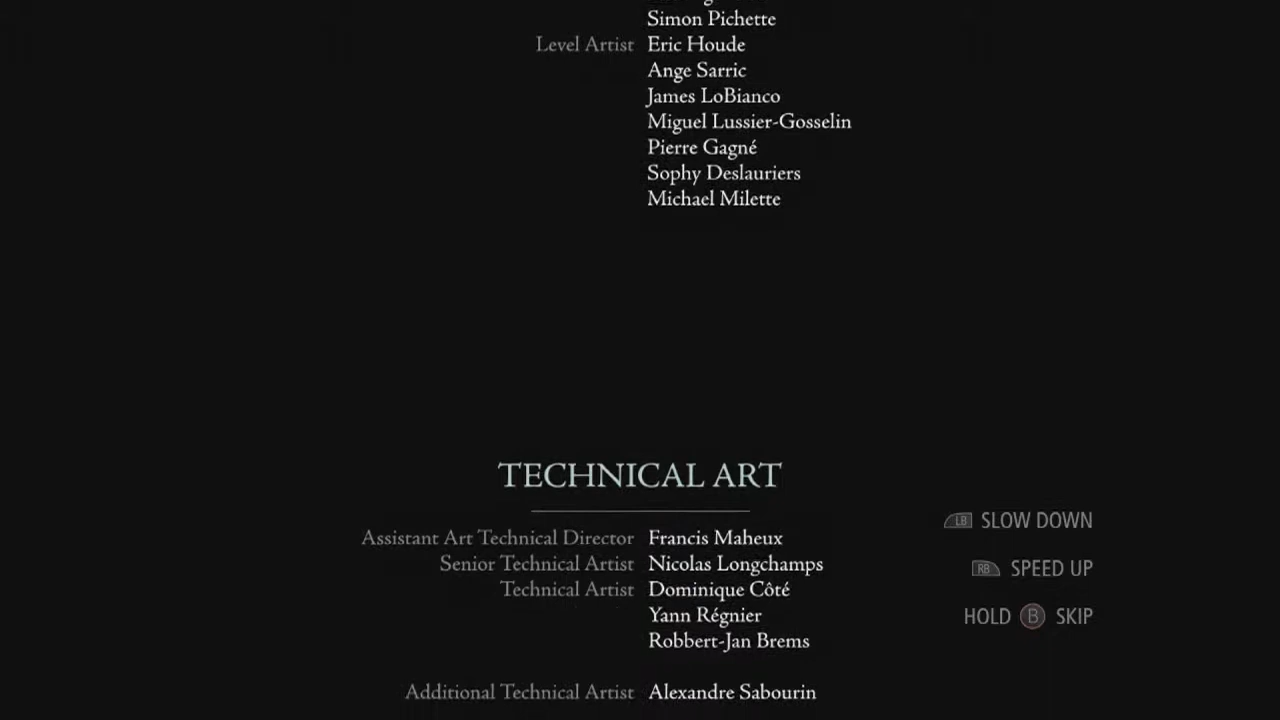 Simon Pichette
Level Artist Eric Houde
Ange Sarric
James LoBianco
Miguel Lussier-Gosselin
Pierre Gagné
Sophy Deslauriers
Michael Milette
TECHNICAL ART
Assistant Art Technical Director Francis Maheux
Senior Technical Artist Nicolas Longchamps
Technical Artist Dominique Côté
Yann Régnier
Robbert-Jan Brems
Additional Technical Artist Alexandre Sabourin
LB SLOW DOWN
RB SPEED UP
HOLD B SKIP